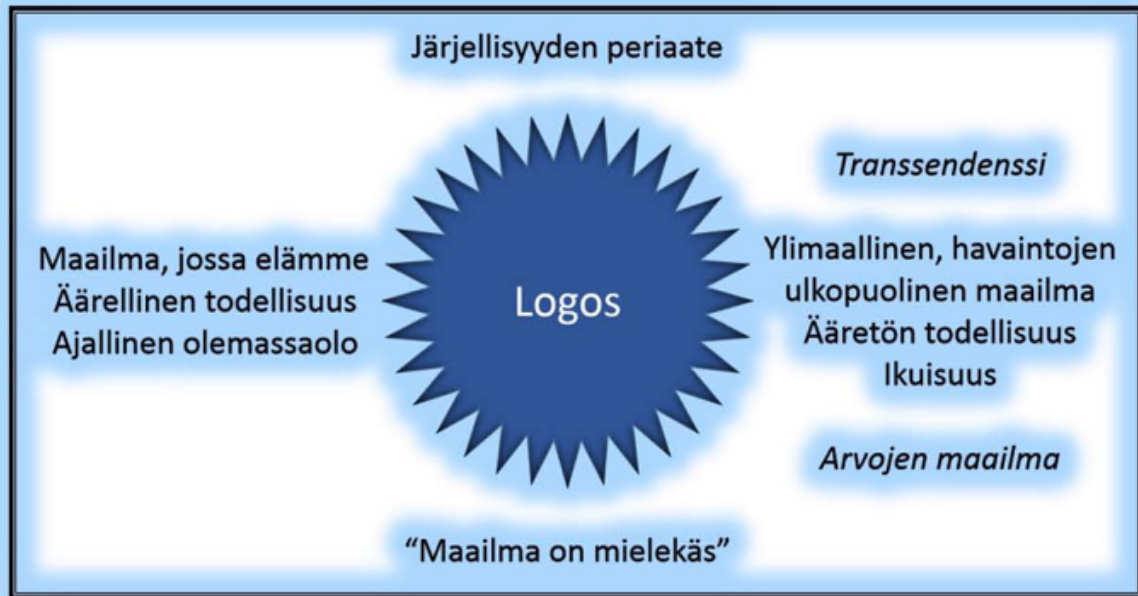 Järjellisyyden periaate
Maailma, jossa elämme
Äärellinen todellisuus
Ajallinen olemassaolo
Logos
Transsendenssi
Ylimaallinen, havaintojen
ulkopuolinen maailma
Ääretön todellisuus
Ikuisuus
Arvojen maailma
“Maailma on mielekäs”